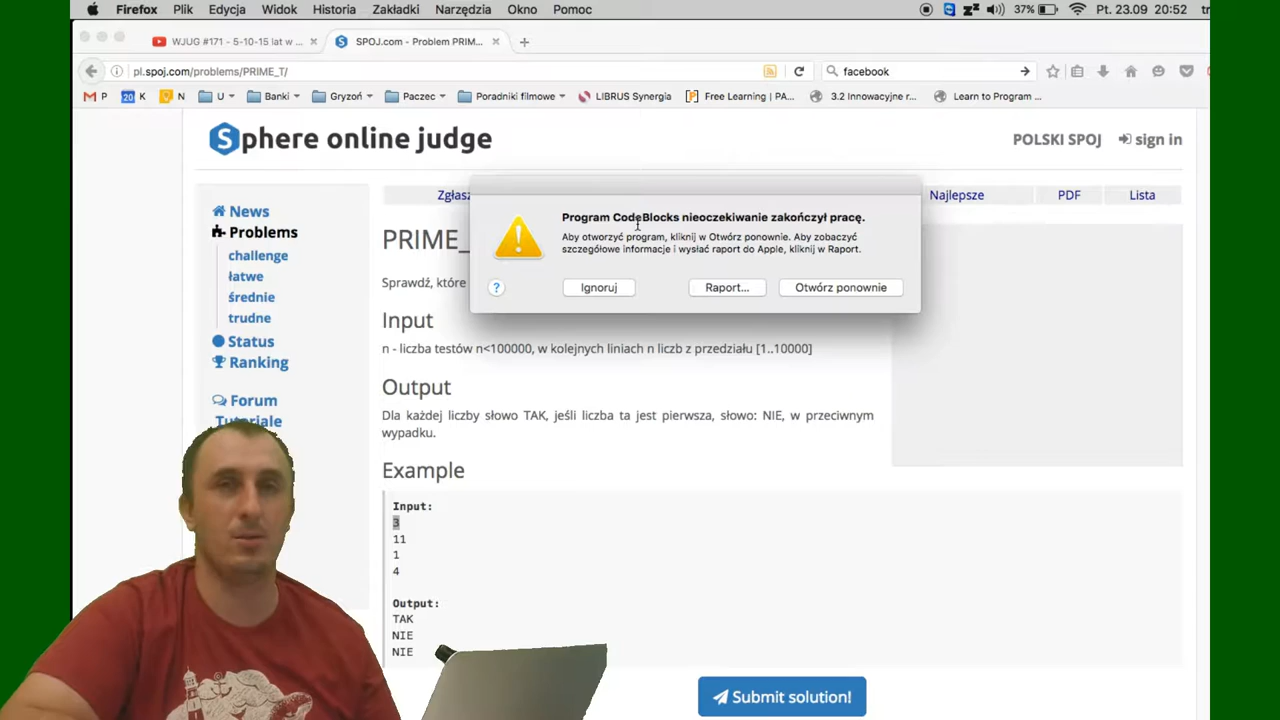 Firefox Plik Edycja Widok Historia Zakładki Narzędzia Okno Pomoc 37% Pt. 23.09 20:52
WJUG #171 - 5-10-15 lat w ... SPOJ.com - Problem PRIME...
pl.spoj.com/problems/PRIME_T/ facebook
M P 20 K N U Banki Gryzoń Paczec Poradniki filmowe LIBRUS Synergia Free Learning | PA... 3.2 Innowacyjne r... Learn to Program ...
Sphere online judge POLSKI SPOJ sign in
Zgłasz Najlepsze PDF Lista
News
Problems
challenge
łatwe
średnie
trudne
Status
Ranking
Forum
Tutoriale
Program CodeBlocks nieoczekiwanie zakończył pracę.
Aby otworzyć program, kliknij w Otwórz ponownie. Aby zobaczyć
szczegółowe informacje i wysłać raport do Apple, kliknij w Raport.
? Ignoruj Raport... Otwórz ponownie
PRIME_
Sprawdź, które
Input
n - liczba testów n<100000, w kolejnych liniach n liczb z przedziału [1..10000]
Output
Dla każdej liczby słowo TAK, jeśli liczba ta jest pierwsza, słowo: NIE, w przeciwnym
wypadku.
Example
Input:
3
11
1
4
Output:
TAK
NIE
NIE
Submit solution!